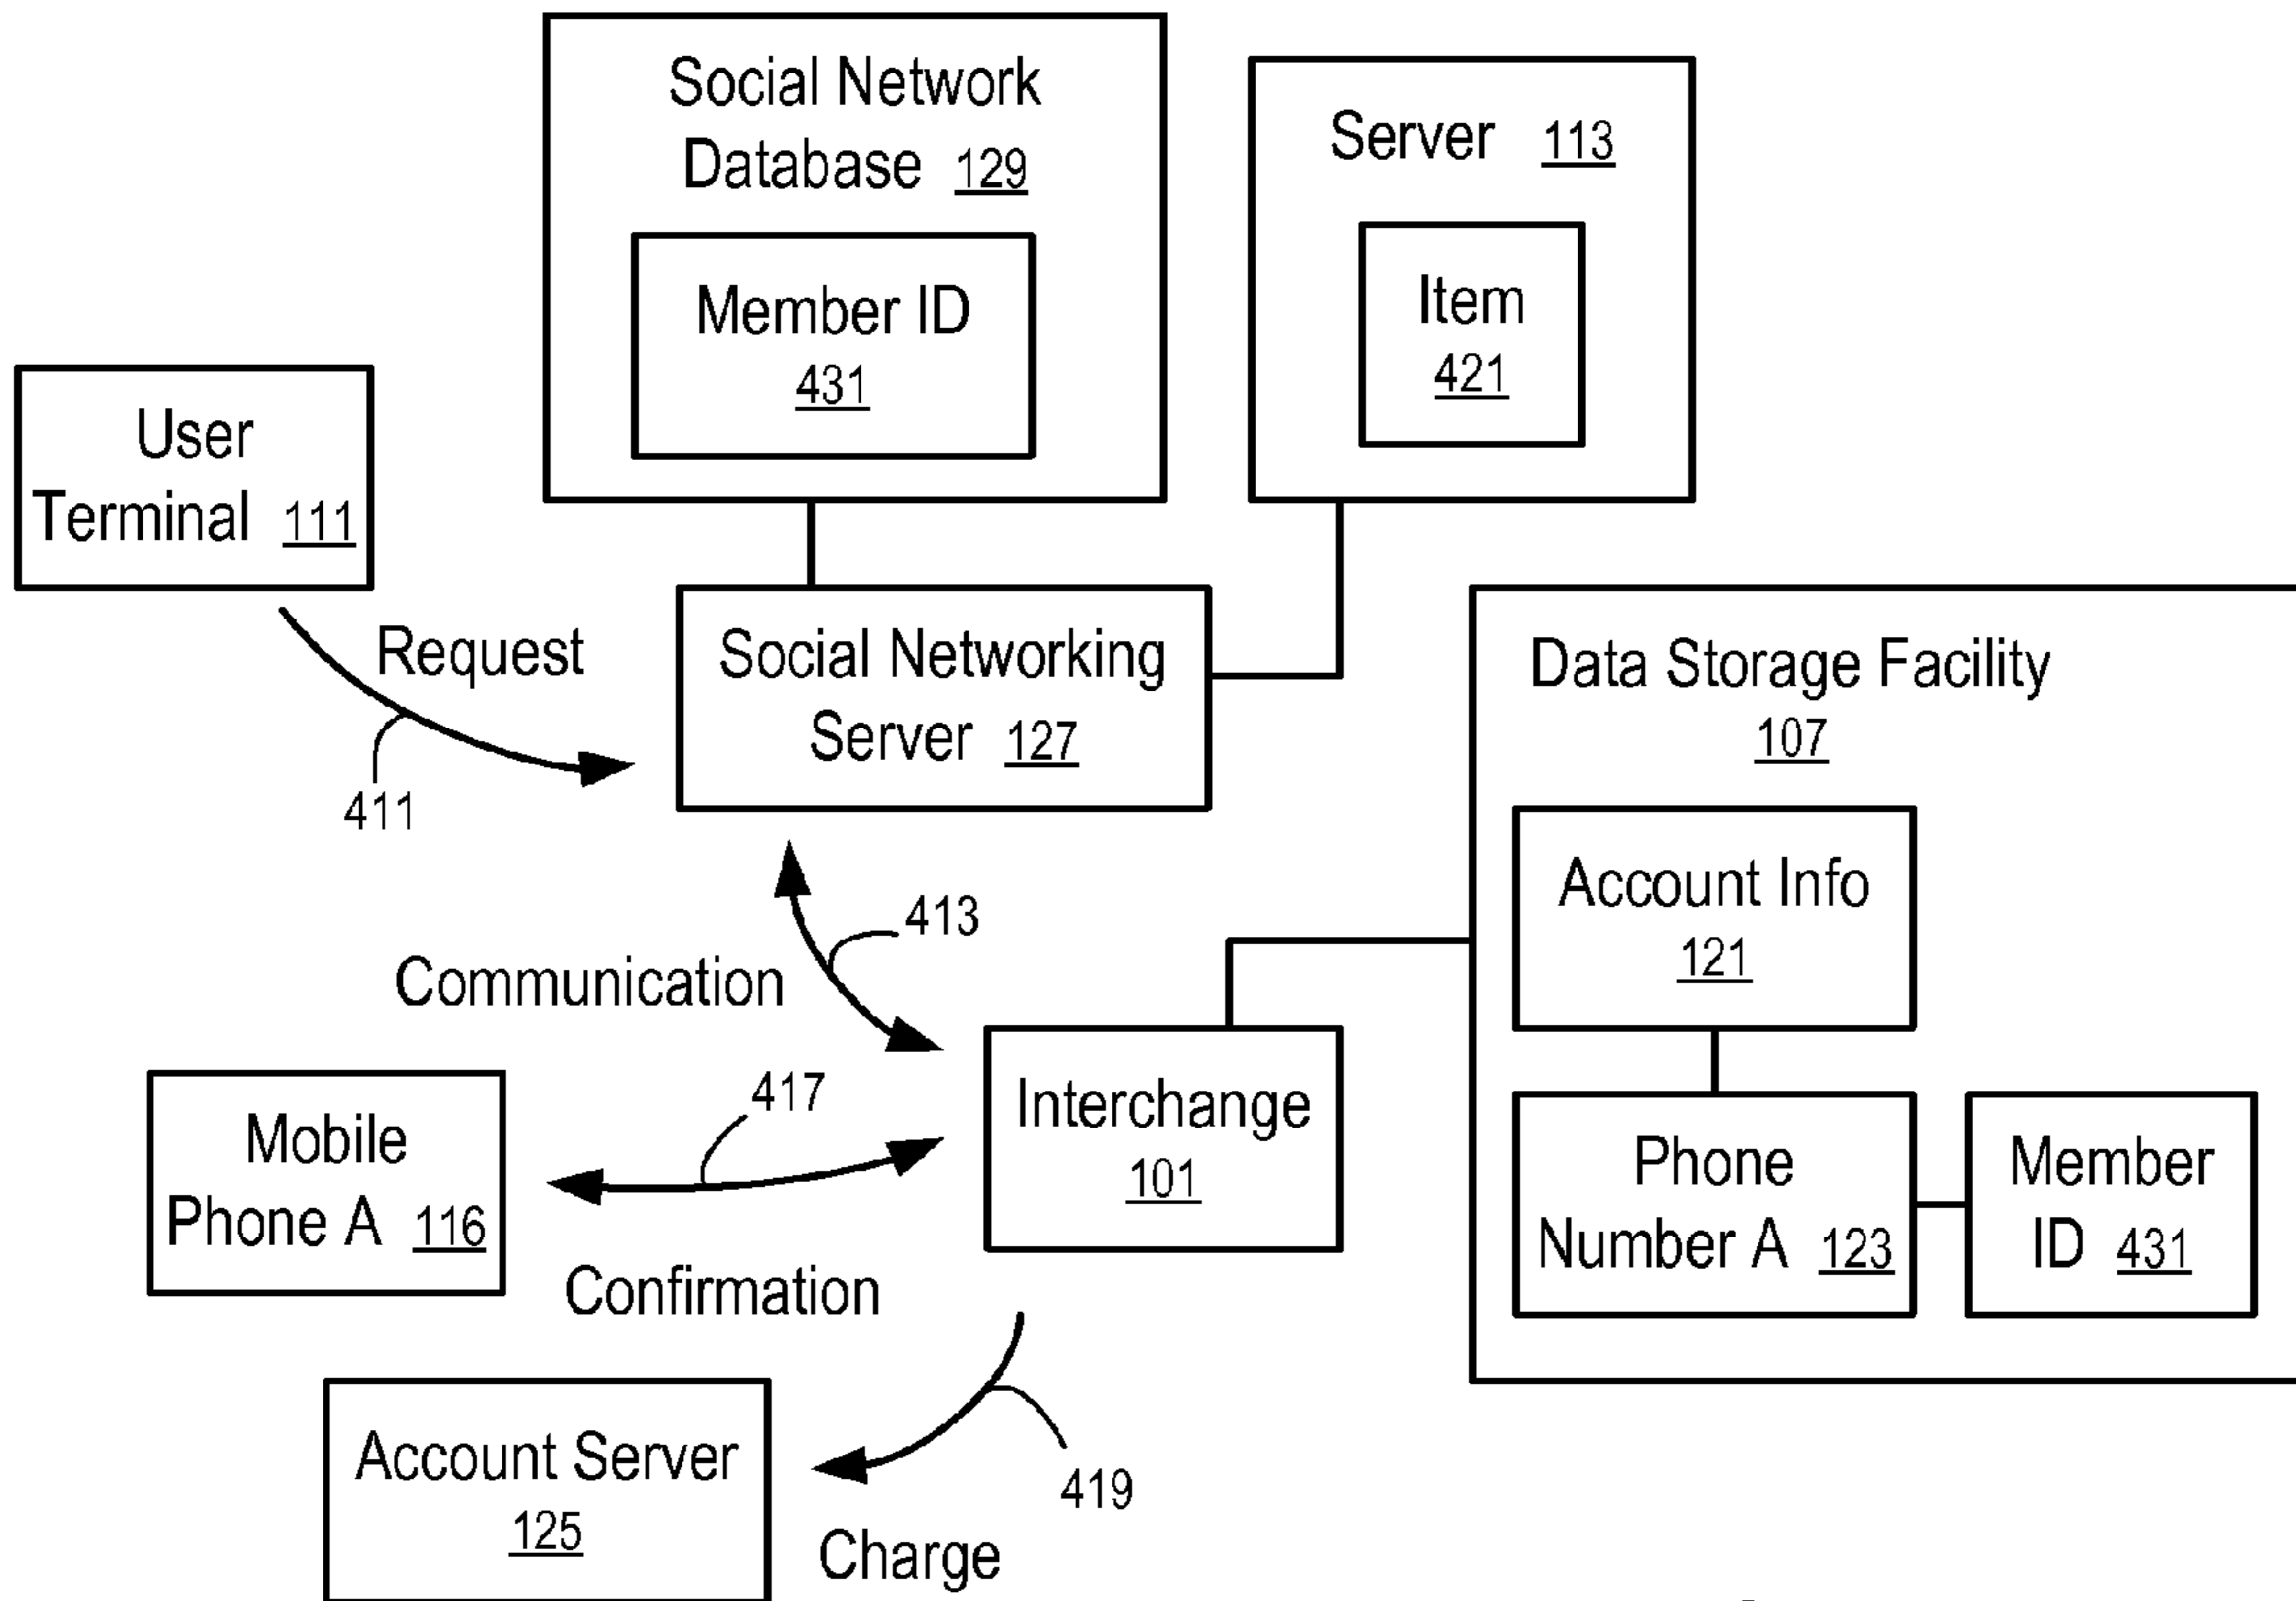 Social Network
Database 129
Member ID
431
Server 113
Item
421
User
Terminal 111
Request
411
Social Networking
Server 127
Data Storage Facility
107
Account Info
121
Phone
Number A 123
Member
ID 431
413
Communication
Interchange
101
417
Mobile
Phone A 116
Confirmation
419
Account Server
125
Charge